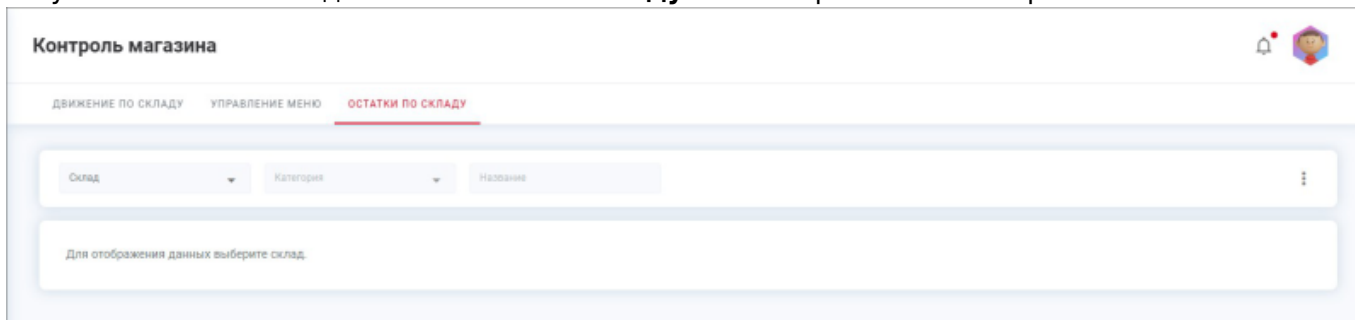 Контроль магазина
ДВИЖЕНИЕ ПО СКЛАДУ УПРАВЛЕНИЕ МЕНЮ ОСТАТКИ ПО СКЛАДУ
Склад Категория Название
Для отображения данных выберите склад.